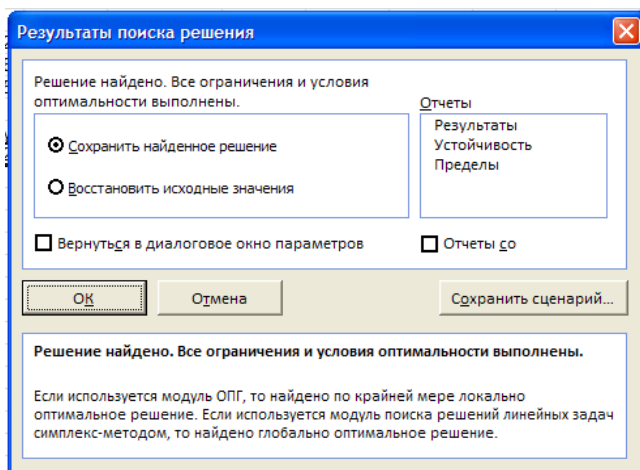 Результаты поиска решения
Решение найдено. Все ограничения и условия
оптимальности выполнены.
Отчеты
Результаты
Устойчивость
Пределы
Сохранить найденное решение
Восстановить исходные значения
Вернуться в диалоговое окно параметров
Отчеты со
ОК
Отмена
Сохранить сценарий...
Решение найдено. Все ограничения и условия оптимальности выполнены.
Если используется модуль ОПГ, то найдено по крайней мере локально
оптимальное решение. Если используется модуль поиска решений линейных задач
симплекс-методом, то найдено глобально оптимальное решение.